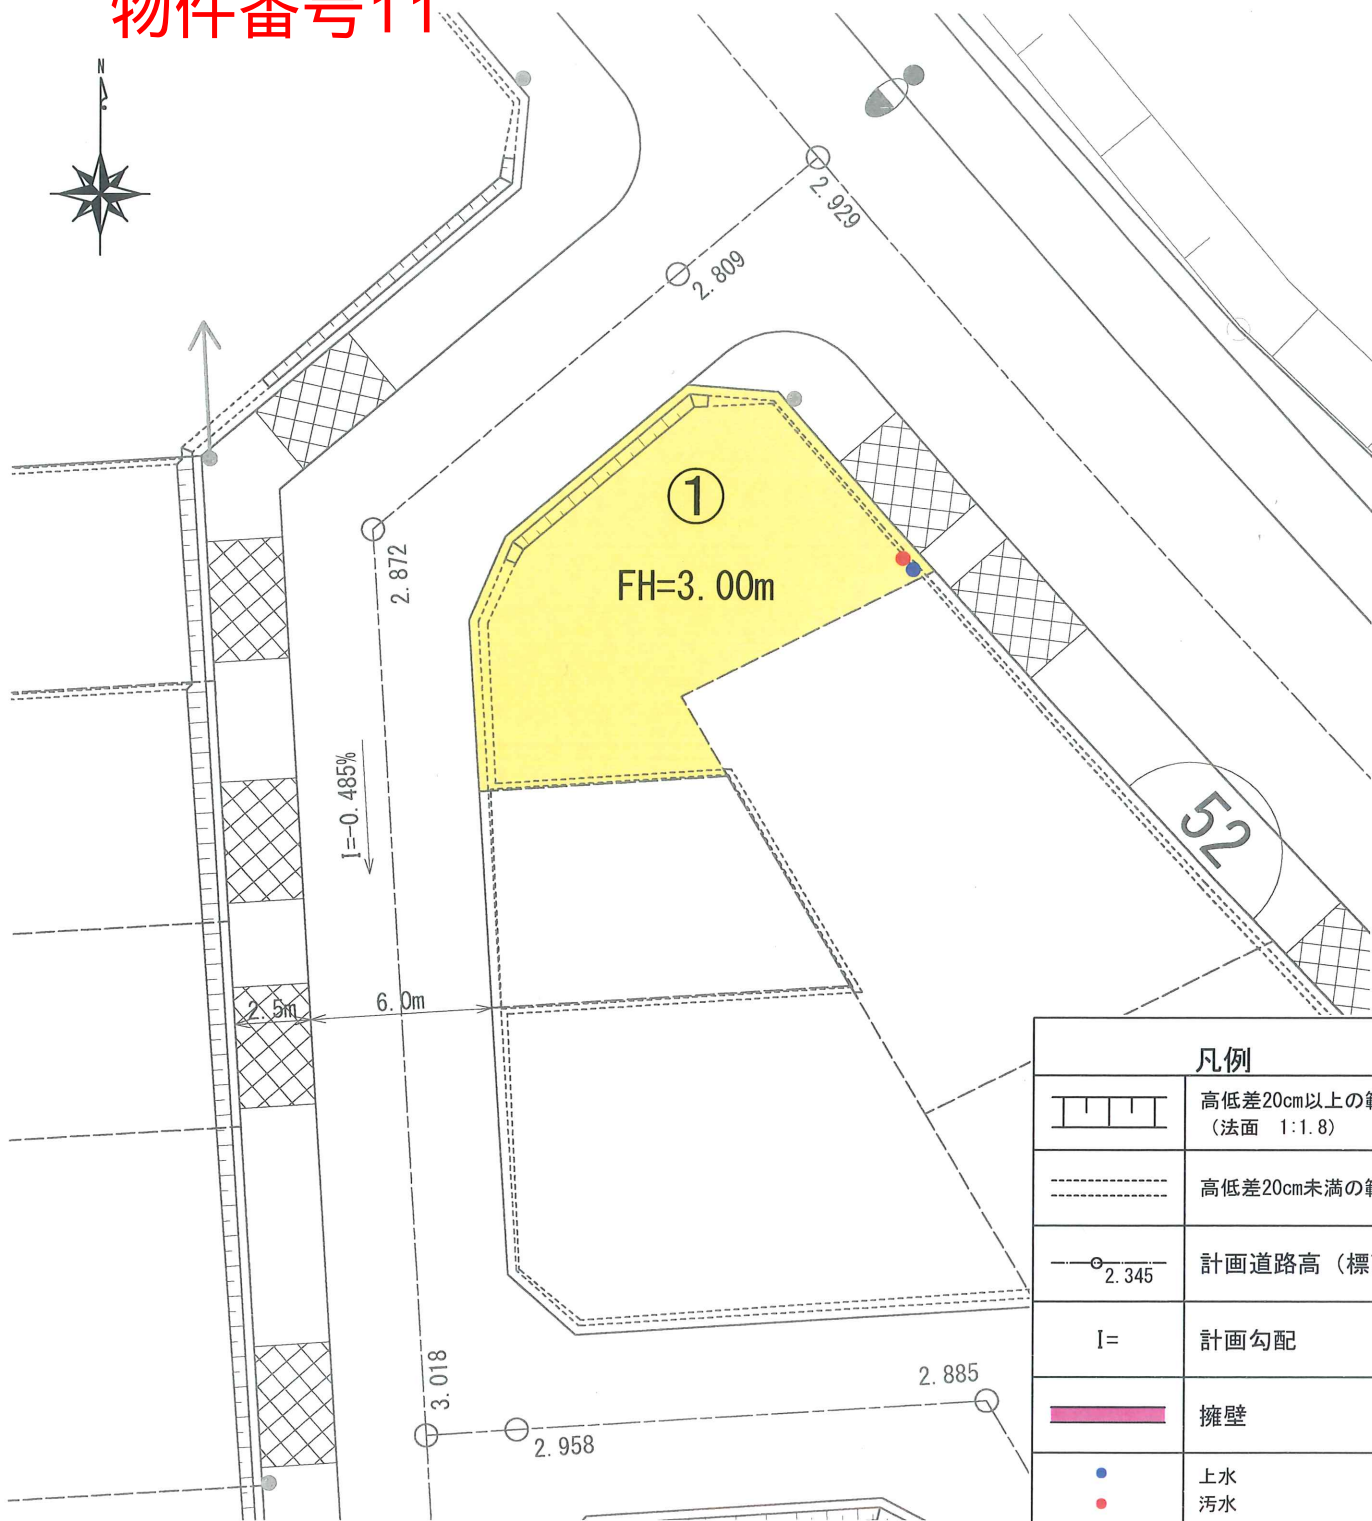 物件番号11
N
2.929
2.809
①
2.872
FH=3.00m
I=-0.485%
52
2.5m
6.0m
凡例
高低差20cm以上の
(法面 1:1.8)
高低差20cm未満の
2.345
計画道路高（標
I=
計画勾配
擁壁
上水
汚水
3.018
2.885
2.958